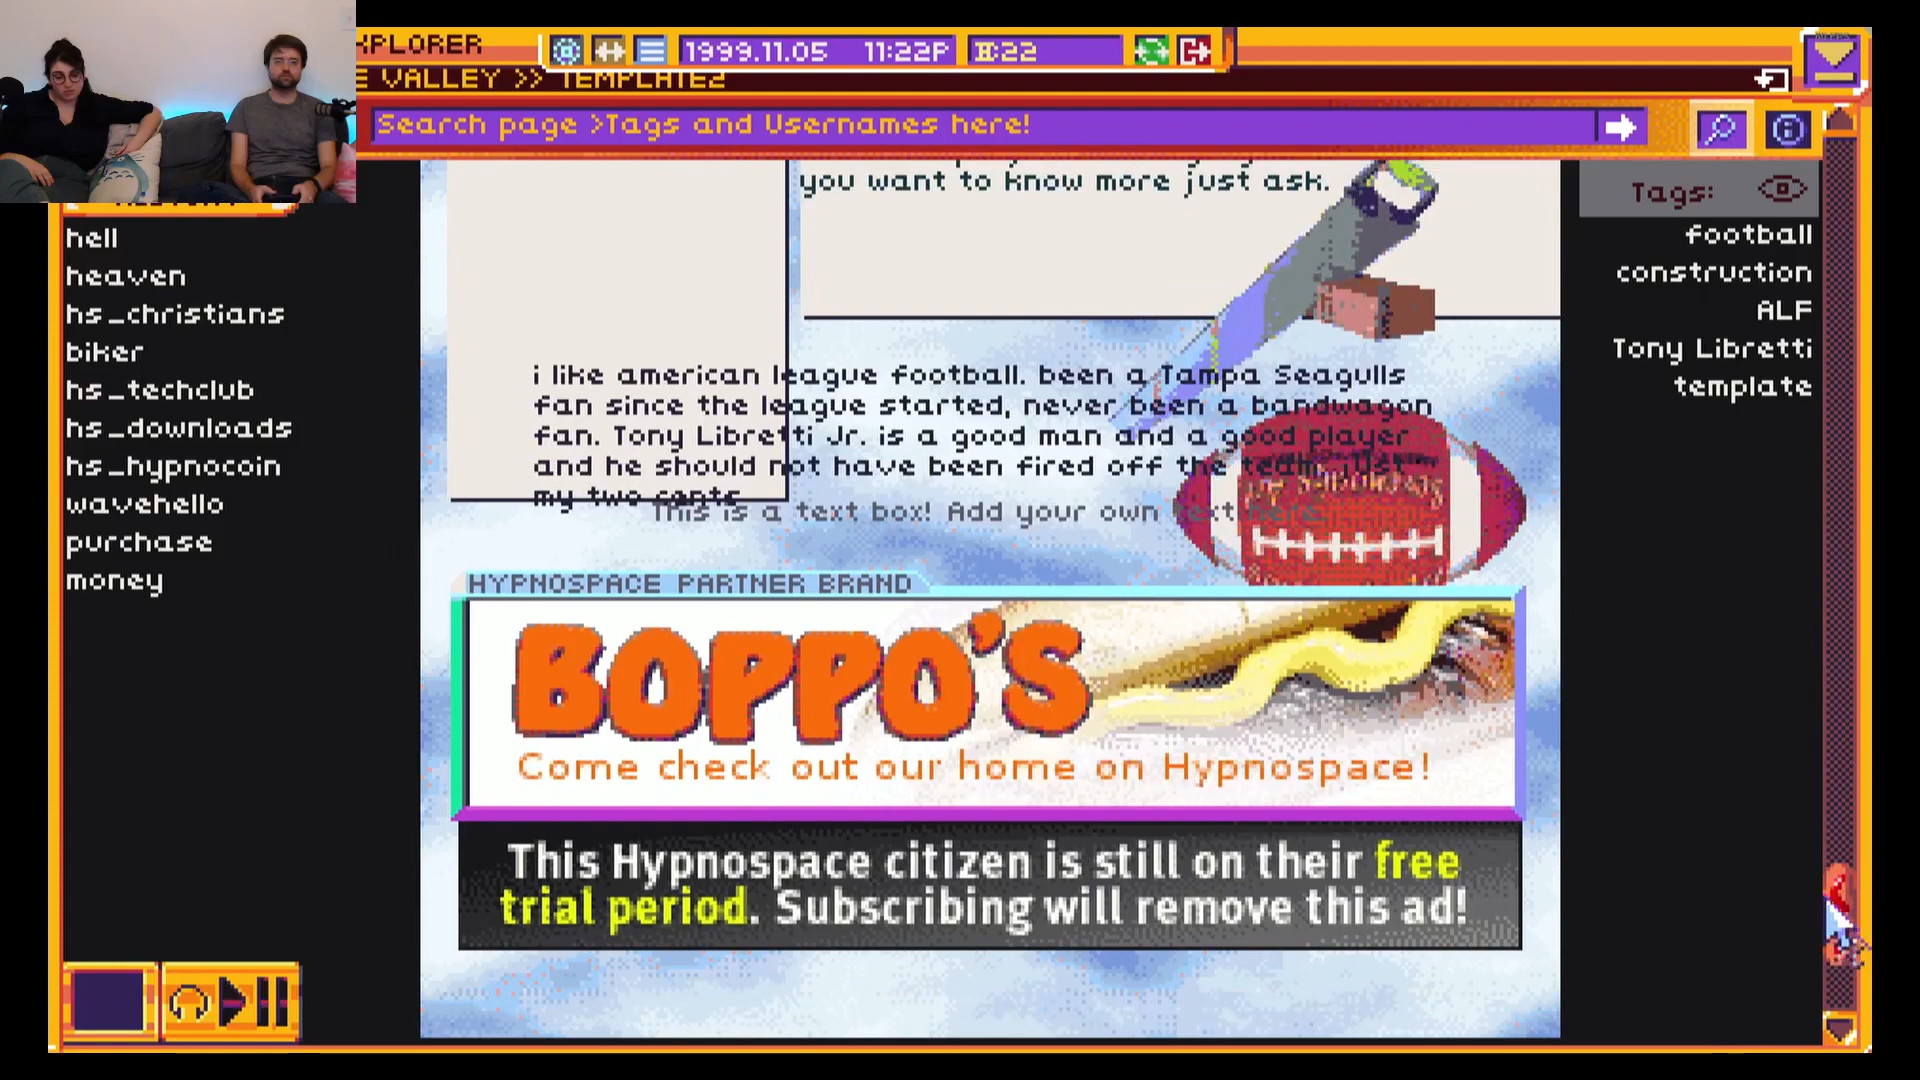 XPLORER
1999.11.05 11:22P
22
E VALLEY >> TEMPLATE2
Search page >Tags and Usernames here!
you want to know more just ask.
Tags:
hell
heaven
hs_christians
biker
hs_techclub
hs_downloads
hs_hypnocoin
wavehello
purchase
money
football
construction
ALF
Tony Libretti
template
i like american league football. been a Tampa Seagulls
fan since the league started, never been a bandwagon
fan. Tony Libretti Jr. is a good man and a good player
and he should not have been fired off the team. just
my two cents
This is a text box! Add your own text here.
HYPNOSPACE PARTNER BRAND
BOPPO'S
Come check out our home on Hypnospace!
This Hypnospace citizen is still on their free
trial period. Subscribing will remove this ad!